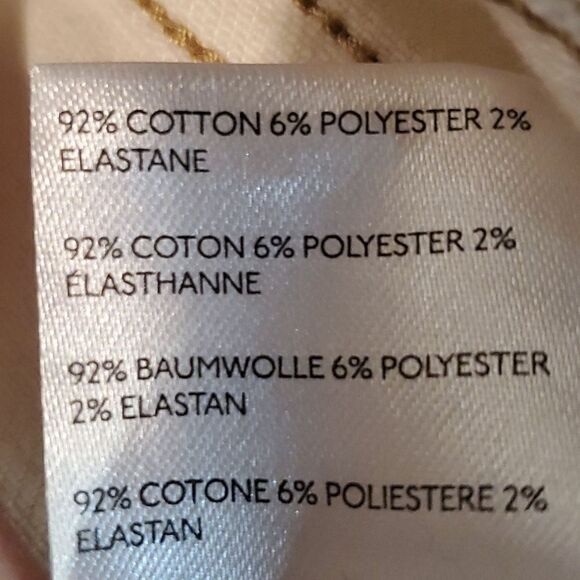 92% COTTON 6% POLYESTER 2%
ELASTANE
92% COTON 6% POLYESTER 2%
ÉLASTHANNE
92% BAUMWOLLE 6% POLYESTER
2% ELASTAN
92% COTONE 6% POLIESTERE 2%
ELASTAN